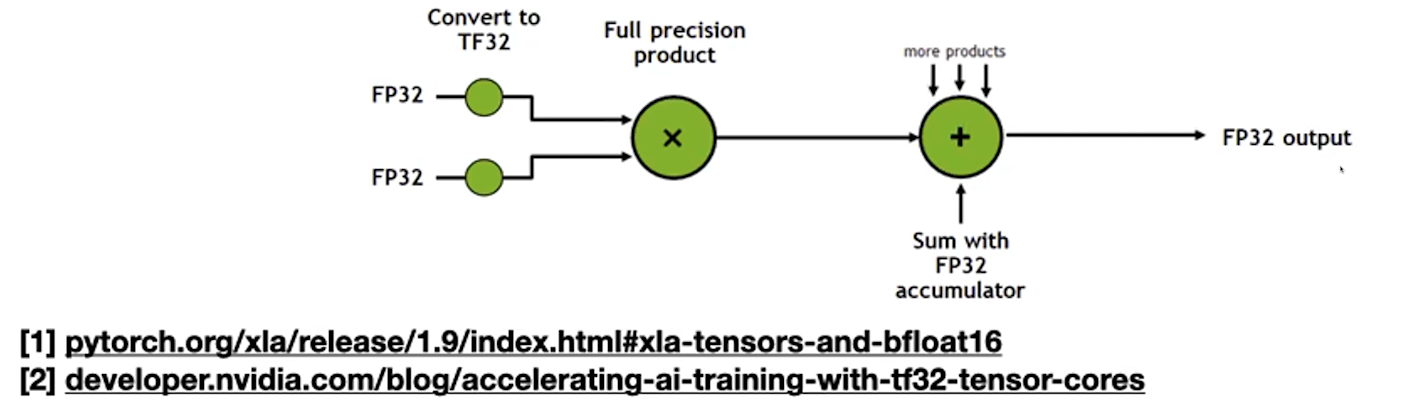 Convert to
TF32
Full precision
product
more products
FP32
×
+
FP32 output
FP32
Sum with
FP32
accumulator
[1] pytorch.org/xla/release/1.9/index.html#xla-tensors-and-bfloat16
[2] developer.nvidia.com/blog/accelerating-ai-training-with-tf32-tensor-cores